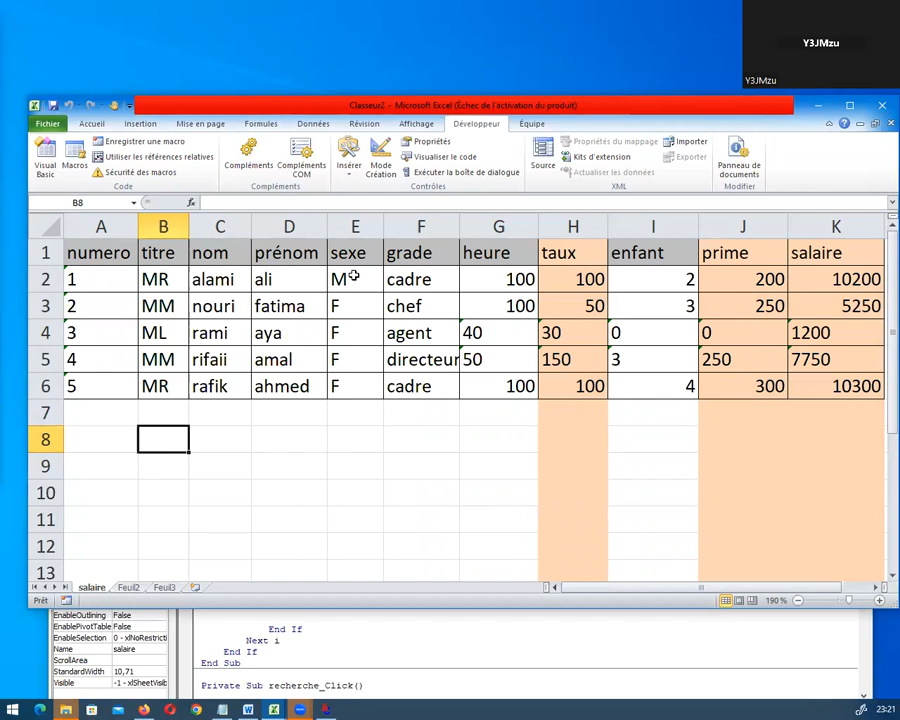 Y3JMzu
Y3JMzu
Classeur2 - Microsoft Excel (Échec de l'activation du produit)
Fichier Accueil Insertion Mise en page Formules Données Révision Affichage Développeur Équipe
Visual Basic
Macros
Enregistrer une macro
Utiliser les références relatives
Sécurité des macros
Code
Compléments
Compléments COM
Compléments
Insérer
Mode Création
Propriétés
Visualiser le code
Exécuter la boîte de dialogue
Contrôles
Source
Propriétés du mappage
Kits d'extension
Actualiser les données
Importer
Exporter
XML
Panneau de documents
Modifier
B8 fx
A B C D E F G H I J K
1 numero titre nom prénom sexe grade heure taux enfant prime salaire
2 1 MR alami ali M cadre 100 100 2 200 10200
3 2 MM nouri fatima F chef 100 50 3 250 5250
4 3 ML rami aya F agent 40 30 0 0 1200
5 4 MM rifaii amal F directeur 50 150 3 250 7750
6 5 MR rafik ahmed F cadre 100 100 4 300 10300
7
8
9
10
11
12
13
salaire Feuil2 Feuil3
Prêt 190 %
EnableOutlining False
EnablePivotTable False
EnableSelection 0 - xlNoRestricti
Name salaire
ScrollArea
StandardWidth 10,71
Visible -1 - xlSheetVisib
End If
Next i
End If
End Sub
Private Sub recherche_Click()
23:21